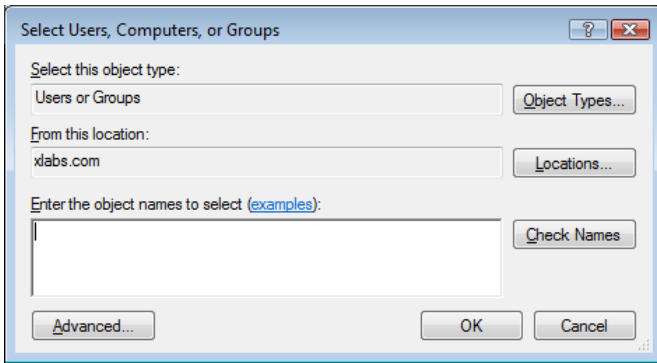 Select Users, Computers, or Groups
Select this object type:
Users or Groups
Object Types...
From this location:
xlabs.com
Locations...
Enter the object names to select (examples):
Check Names
Advanced...
OK
Cancel